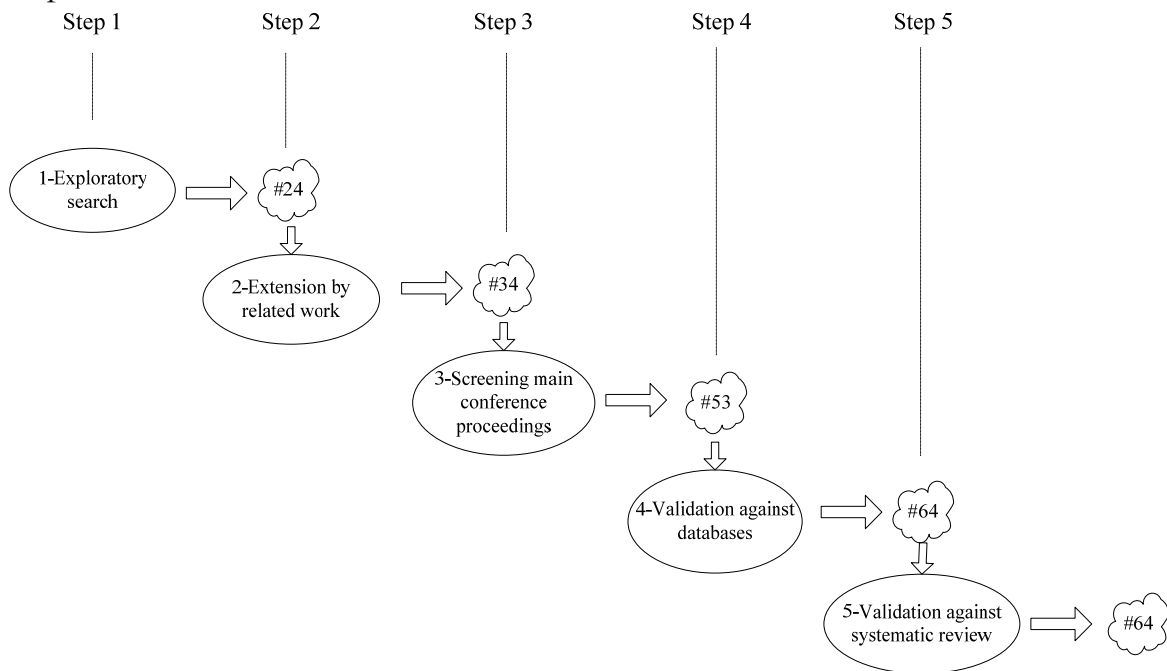 Step 1
Step 2
Step 3
Step 4
Step 5
1-Exploratory
search
#24
2-Extension by
related work
#34
3-Screening main
conference
proceedings
#53
4-Validation against
databases
#64
5-Validation against
systematic review
#64